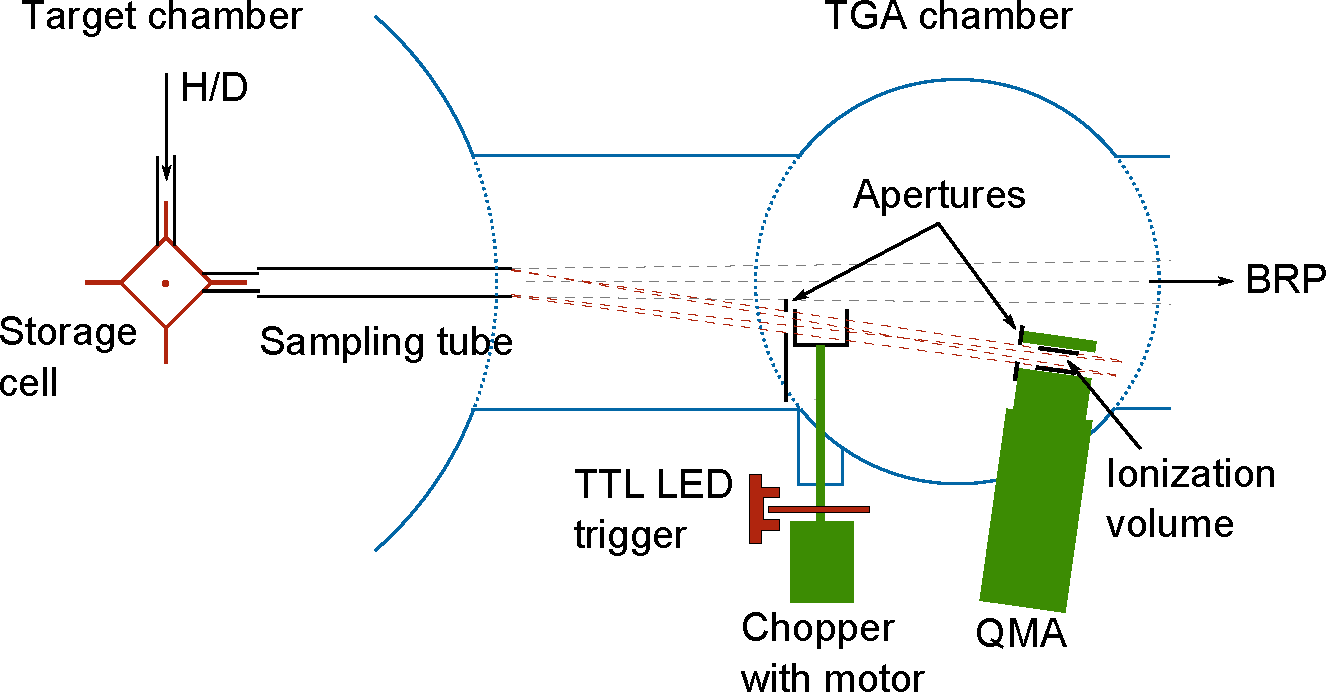 Target chamber
TGA chamber
H/D
Apertures
BRP
Storage
cell
Sampling tube
TTL LED
trigger
Ionization
volume
Chopper
with motor
QMA